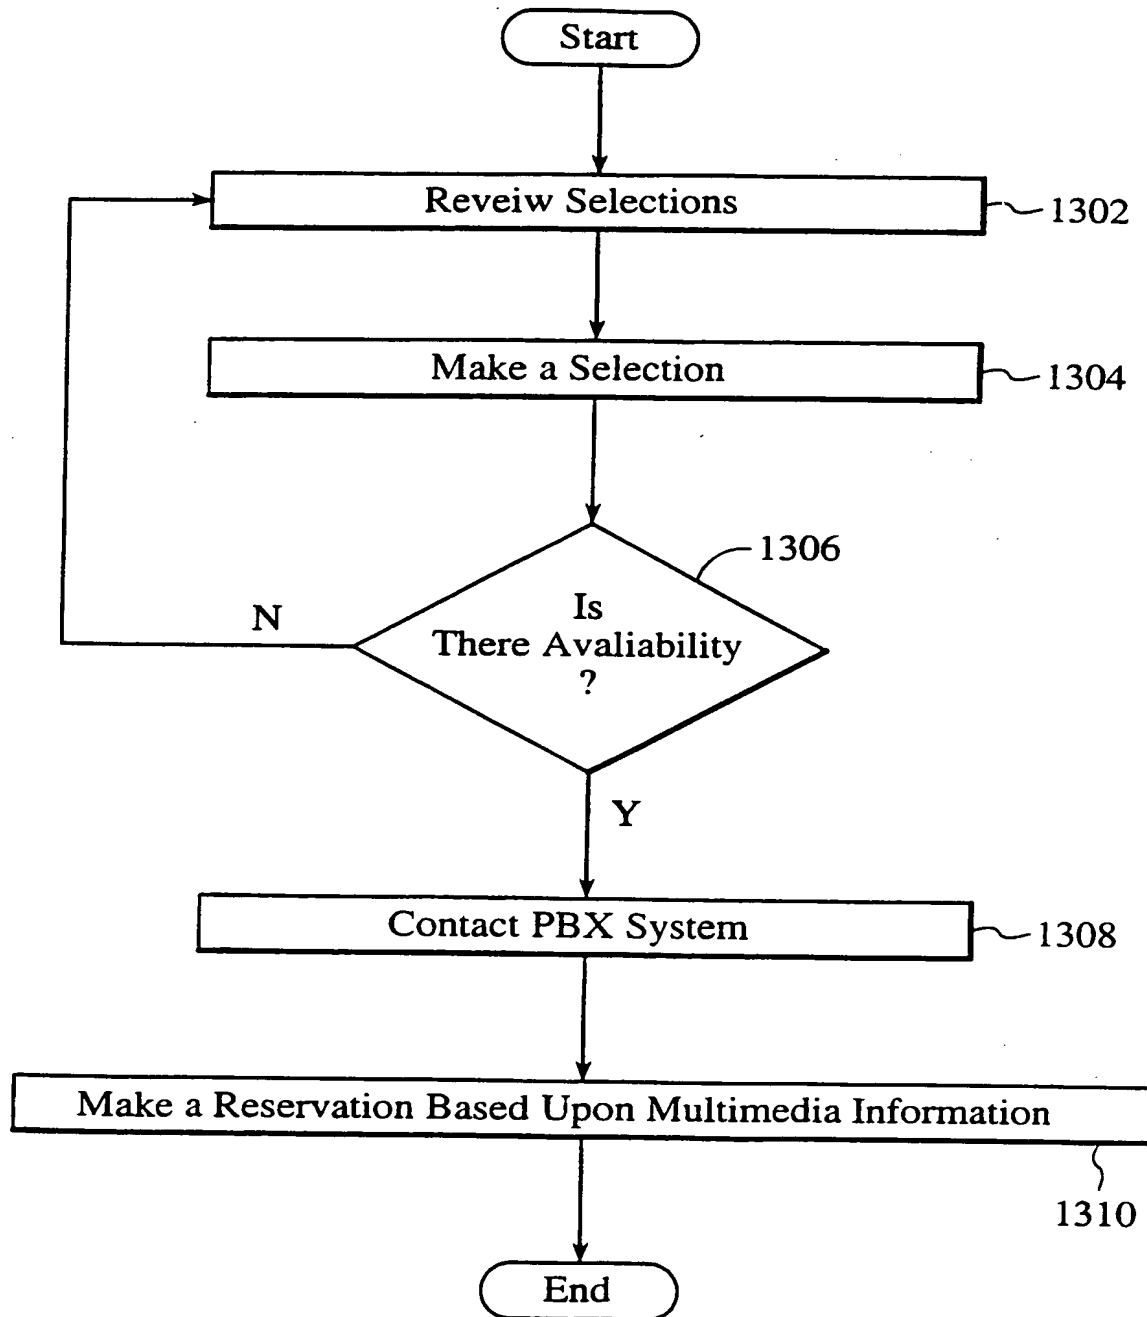 Start
Reveiw Selections
1302
Make a Selection
1304
1306
Is
There Avaliability
?
N
Y
Contact PBX System
1308
Make a Reservation Based Upon Multimedia Information
1310
End